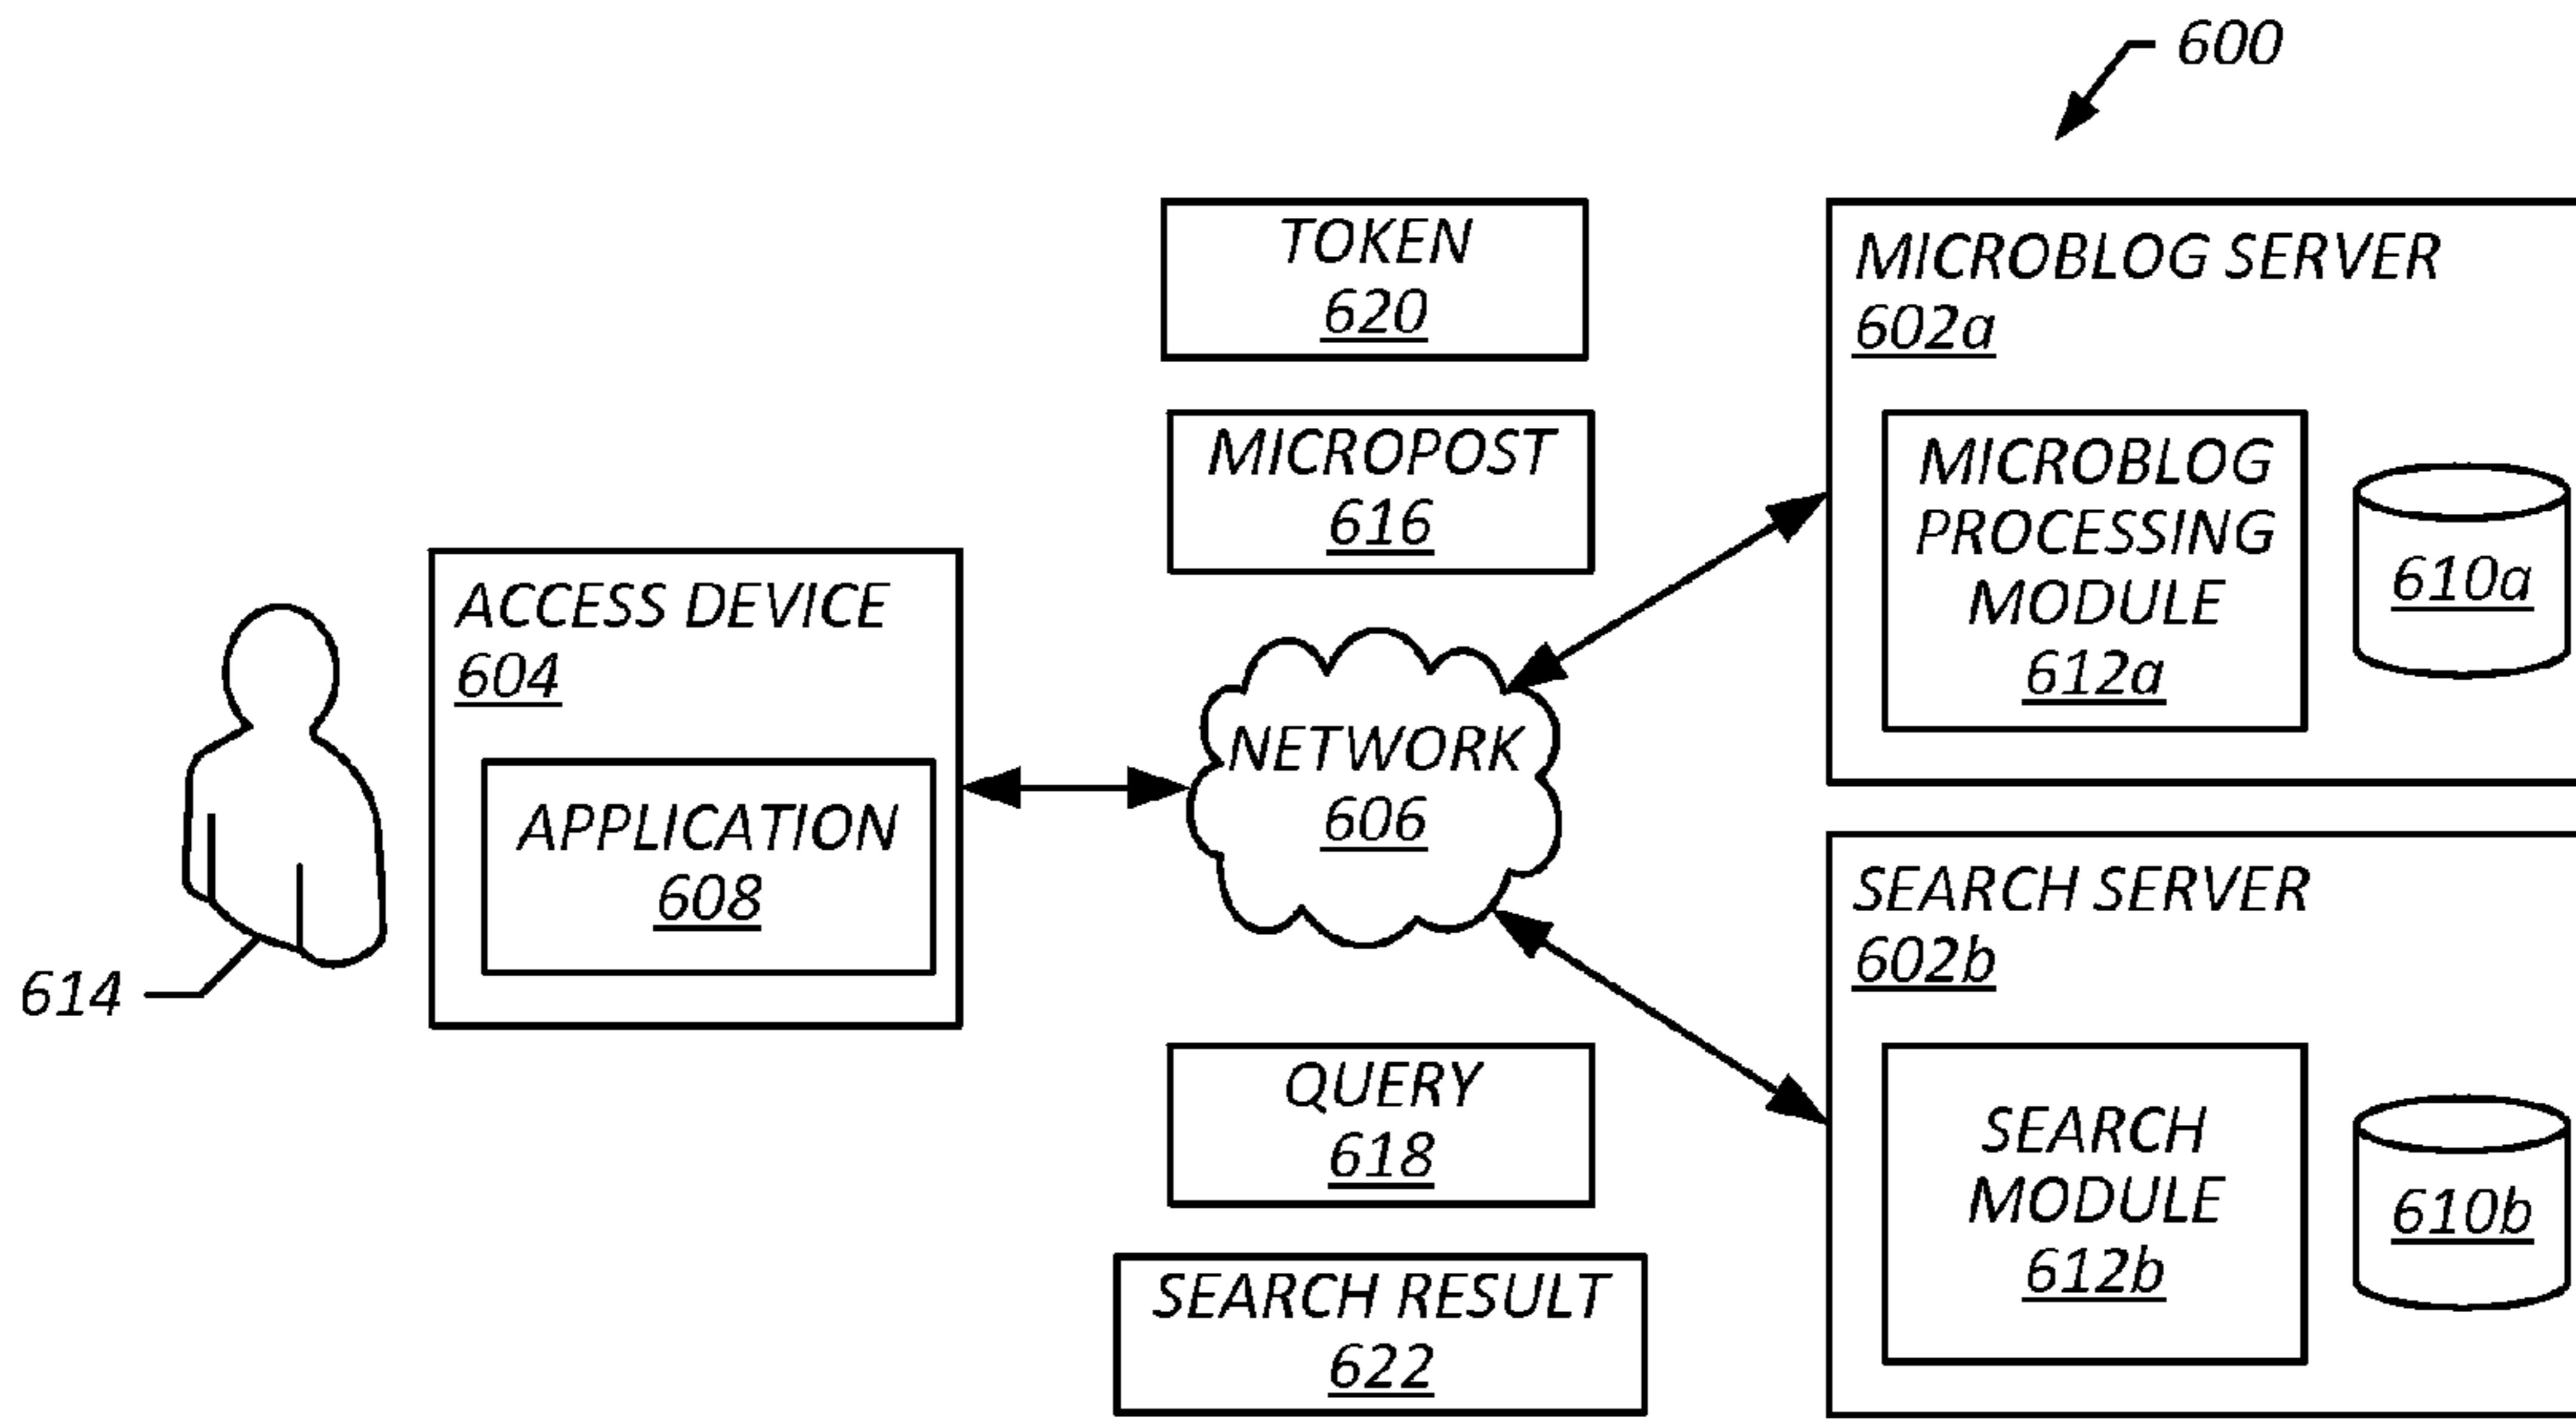 600
TOKEN
620
MICROPOST
616
MICROBLOG SERVER
602a
MICROBLOG
PROCESSING
MODULE
612a
610a
ACCESS DEVICE
604
APPLICATION
608
614
NETWORK
606
SEARCH SERVER
602b
SEARCH
MODULE
612b
610b
QUERY
618
SEARCH RESULT
622